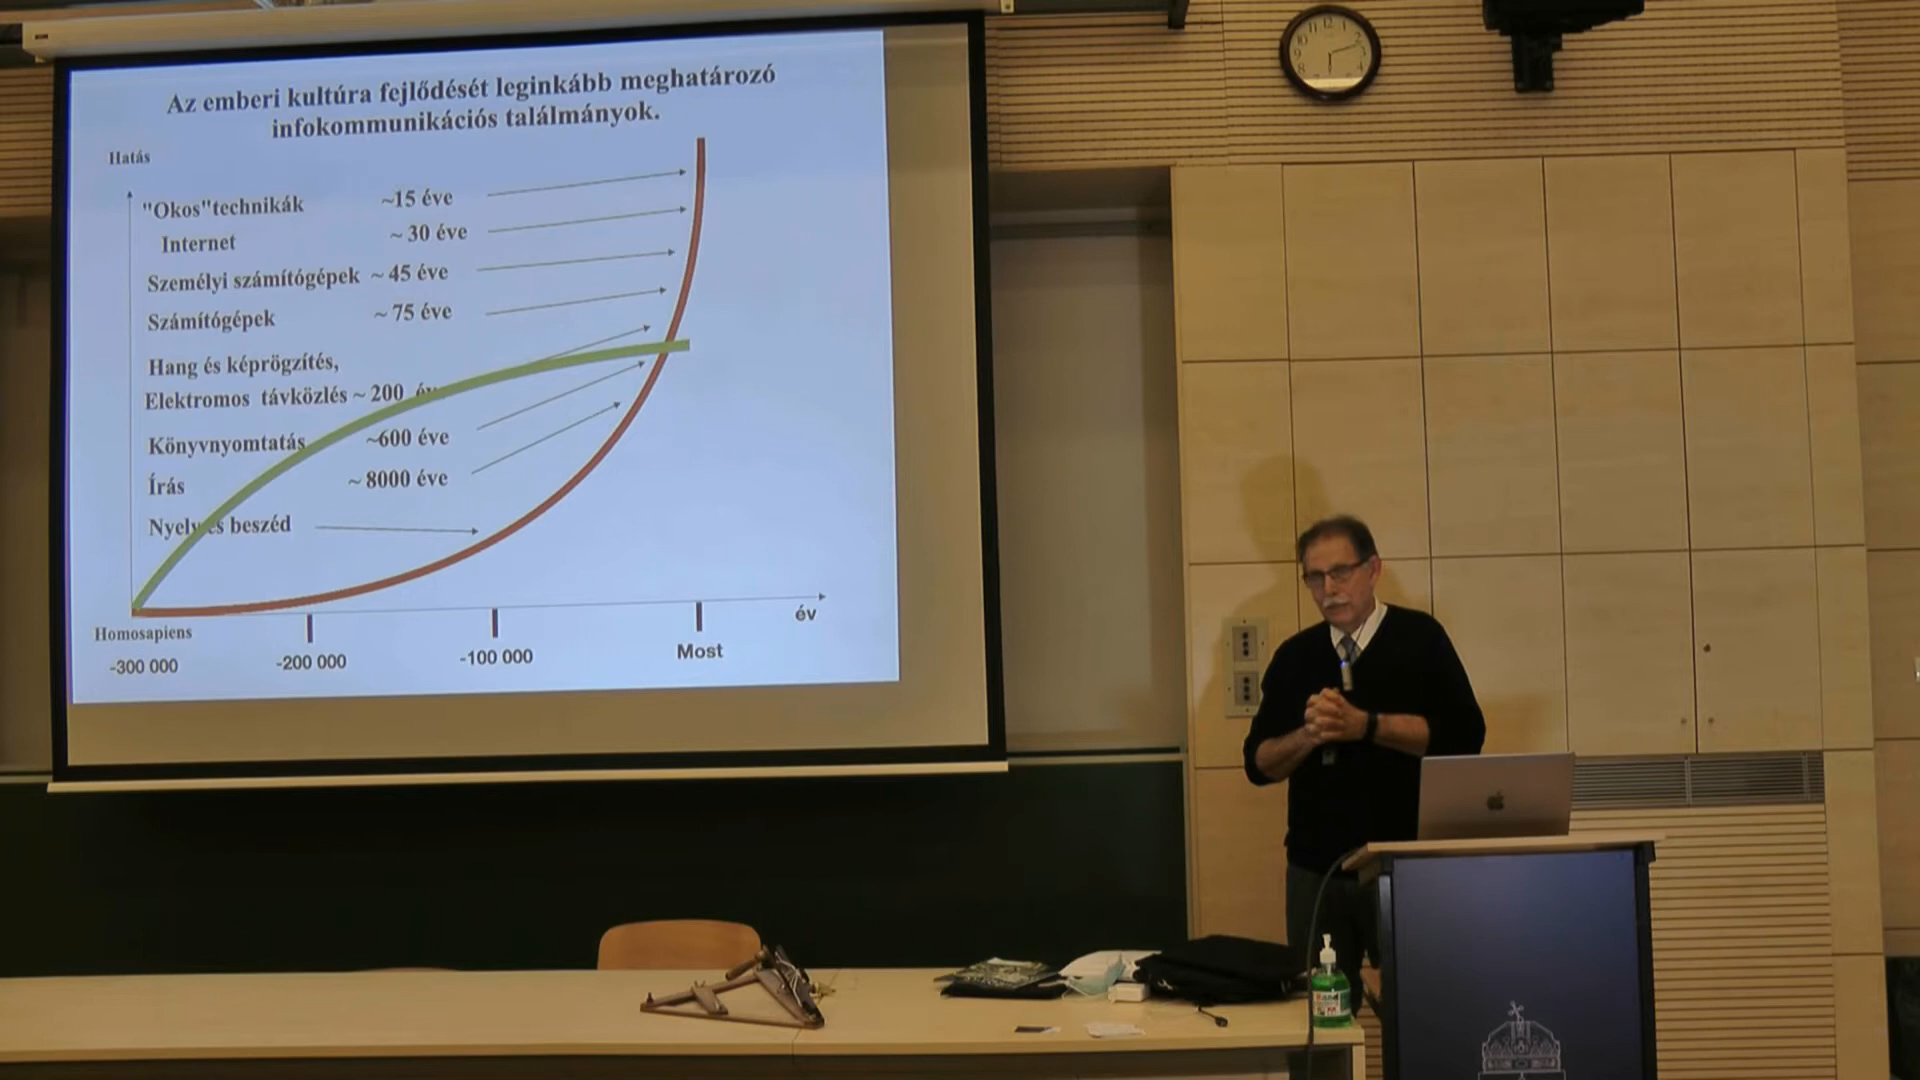 Az emberi kultúra fejlődését leginkább meghatározó
infokommunikációs találmányok.
Hatás
"Okos"technikák ~15 éve
Internet ~ 30 éve
Személyi számítógépek ~ 45 éve
Számítógépek ~ 75 éve
Hang és képrögzítés,
Elektromos távközlés ~ 200
Könyvnyomtatás ~600 éve
Írás ~ 8000 éve
Nyelv és beszéd
év
Homosapiens
-300 000 -200 000 -100 000 Most